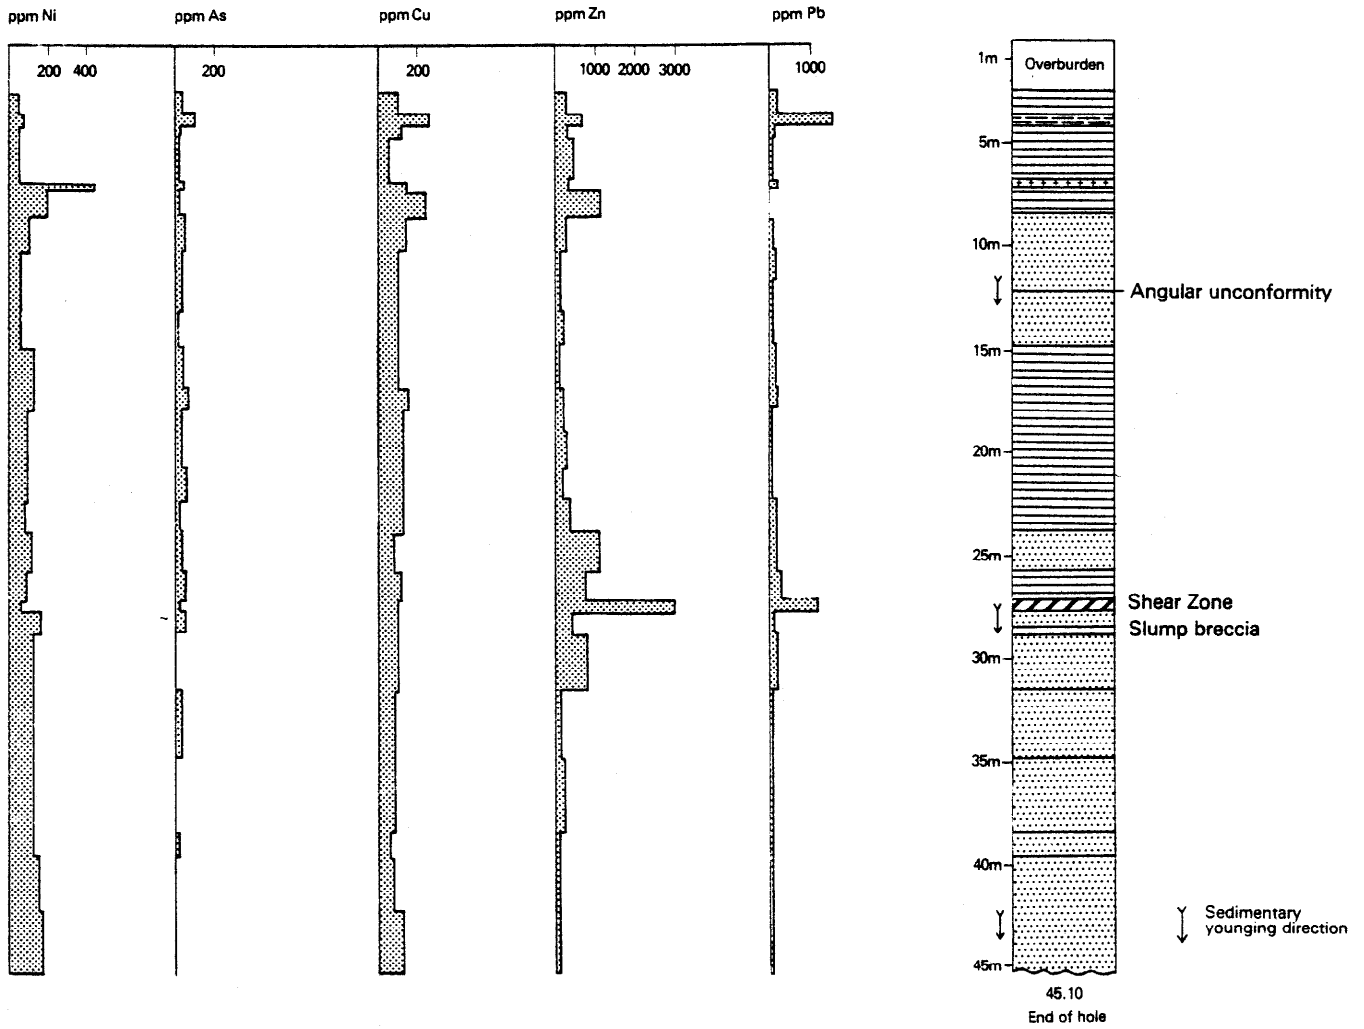 ppm Ni
ppm As
ppm Cu
ppm Zn
ppm Pb
200 400
200
200
1000 2000 3000
1000
1m
Overburden
5m
10m
Angular unconformity
15m
20m
25m
Shear Zone
Slump breccia
30m
35m
40m
Sedimentary
younging direction
45m
45.10
End of hole